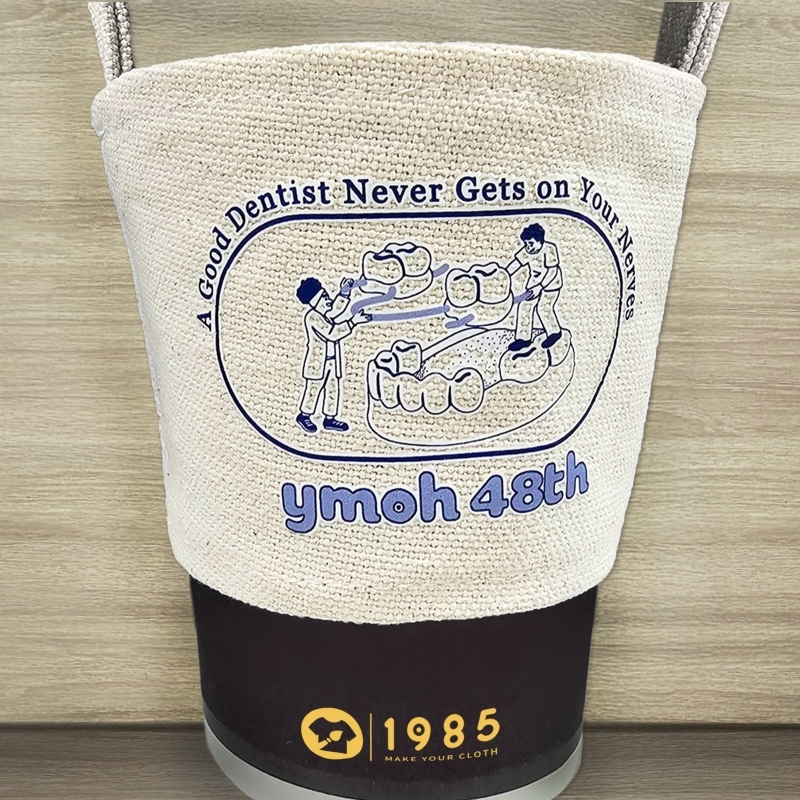 A Good Dentist Never Gets on Your Nerves
ymoh 48th
1985
MAKE YOUR CLOTH